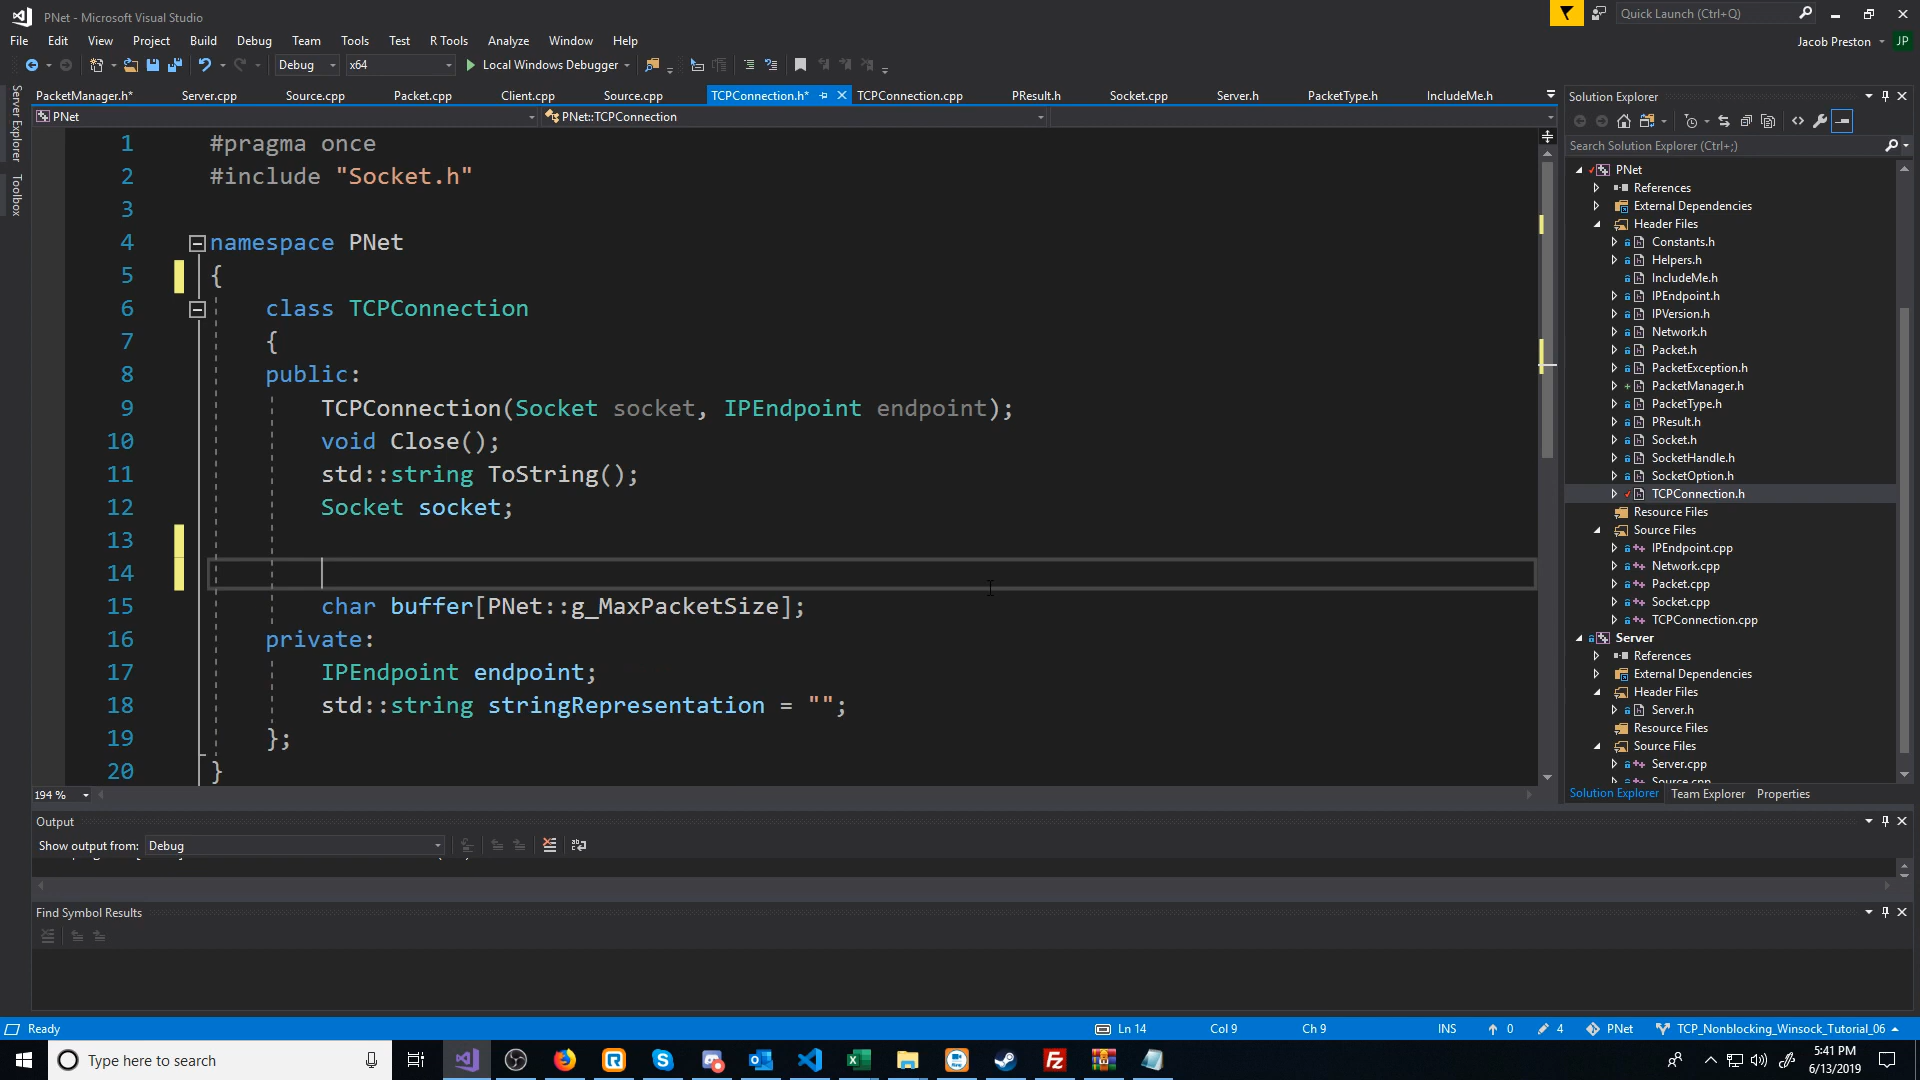 PNet - Microsoft Visual Studio
Quick Launch (Ctrl+Q)
File Edit View Project Build Debug Team Tools Test R Tools Analyze Window Help
Jacob Preston JP
Debug x64 Local Windows Debugger
PacketManager.h* Server.cpp Source.cpp Packet.cpp Client.cpp Source.cpp TCPConnection.h* TCPConnection.cpp PResult.h Socket.cpp Server.h PacketType.h IncludeMe.h
PNet PNet::TCPConnection
Server Explorer
Toolbox
1 #pragma once
2 #include "Socket.h"
3
4 namespace PNet
5 {
6 class TCPConnection
7 {
8 public:
9 TCPConnection(Socket socket, IPEndpoint endpoint);
10 void Close();
11 std::string ToString();
12 Socket socket;
13
14
15 char buffer[PNet::g_MaxPacketSize];
16 private:
17 IPEndpoint endpoint;
18 std::string stringRepresentation = "";
19 };
20 }
194 %
Solution Explorer
Search Solution Explorer (Ctrl+;)
PNet
References
External Dependencies
Header Files
Constants.h
Helpers.h
IncludeMe.h
IPEndpoint.h
IPVersion.h
Network.h
Packet.h
PacketException.h
PacketManager.h
PacketType.h
PResult.h
Socket.h
SocketHandle.h
SocketOption.h
TCPConnection.h
Resource Files
Source Files
IPEndpoint.cpp
Network.cpp
Packet.cpp
Socket.cpp
TCPConnection.cpp
Server
References
External Dependencies
Header Files
Server.h
Resource Files
Source Files
Server.cpp
Source.cpp
Solution Explorer Team Explorer Properties
Output
Show output from: Debug
Find Symbol Results
Ready Ln 14 Col 9 Ch 9 INS 0 4 PNet TCP_Nonblocking_Winsock_Tutorial_06
Type here to search
5:41 PM
6/13/2019